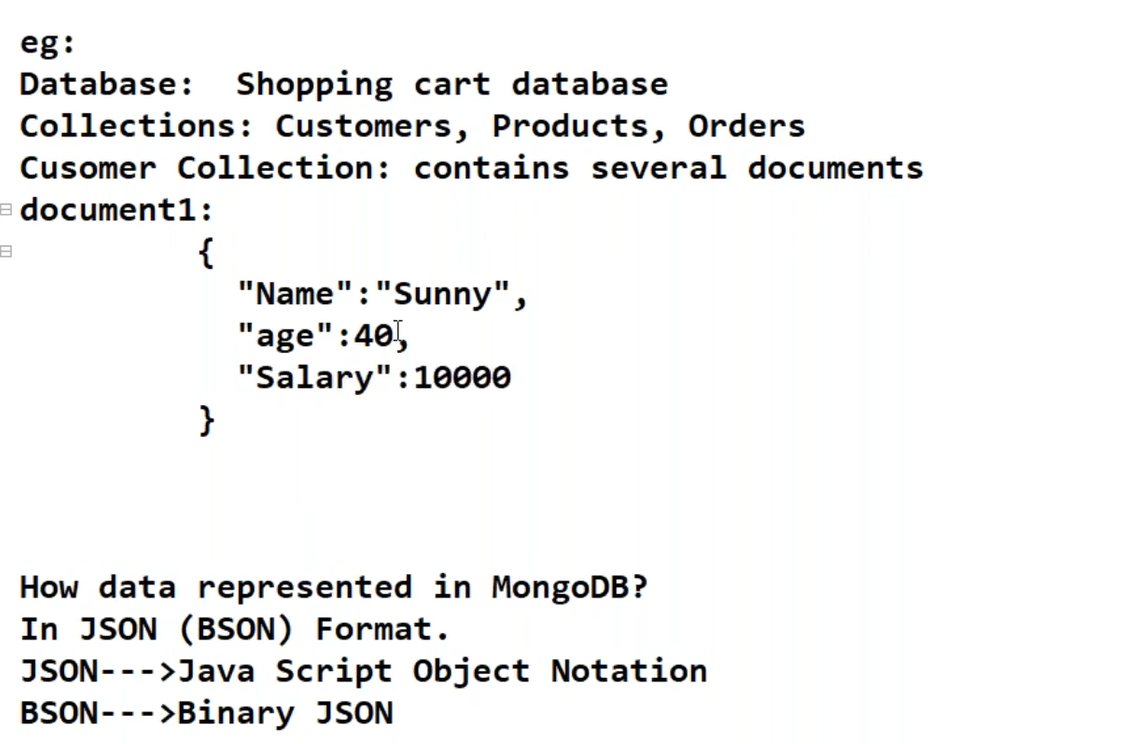 eg:
Database:  Shopping cart database
Collections: Customers, Products, Orders
Cusomer Collection: contains several documents
document1:
{
"Name":"Sunny",
"age":40,
"Salary":10000
}
How data represented in MongoDB?
In JSON (BSON) Format.
JSON--->Java Script Object Notation
BSON--->Binary JSON